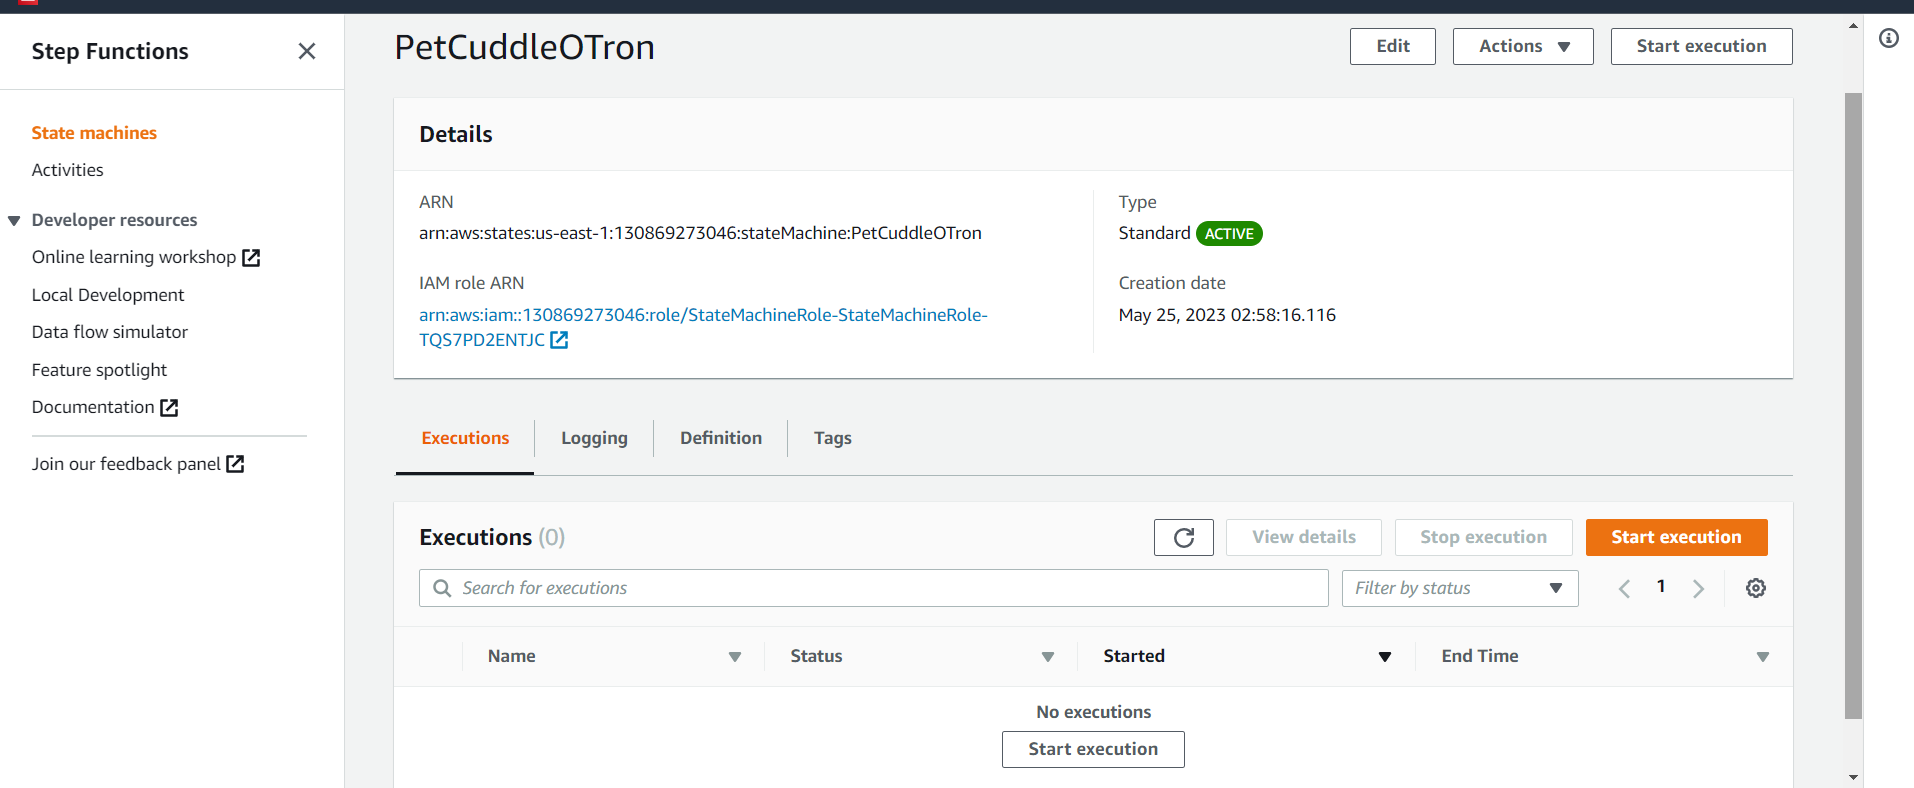 Step Functions
State machines
Activities
Developer resources
Online learning workshop
Local Development
Data flow simulator
Feature spotlight
Documentation
Join our feedback panel
PetCuddleOTron
Edit
Actions
Start execution
Details
ARN
arn:aws:states:us-east-1:130869273046:stateMachine:PetCuddleOTron
IAM role ARN
arn:aws:iam::130869273046:role/StateMachineRole-StateMachineRole-
TQS7PD2ENTJC
Type
Standard ACTIVE
Creation date
May 25, 2023 02:58:16.116
Executions
Logging
Definition
Tags
Executions (0)
View details
Stop execution
Start execution
Search for executions
Filter by status
1
Name
Status
Started
End Time
No executions
Start execution